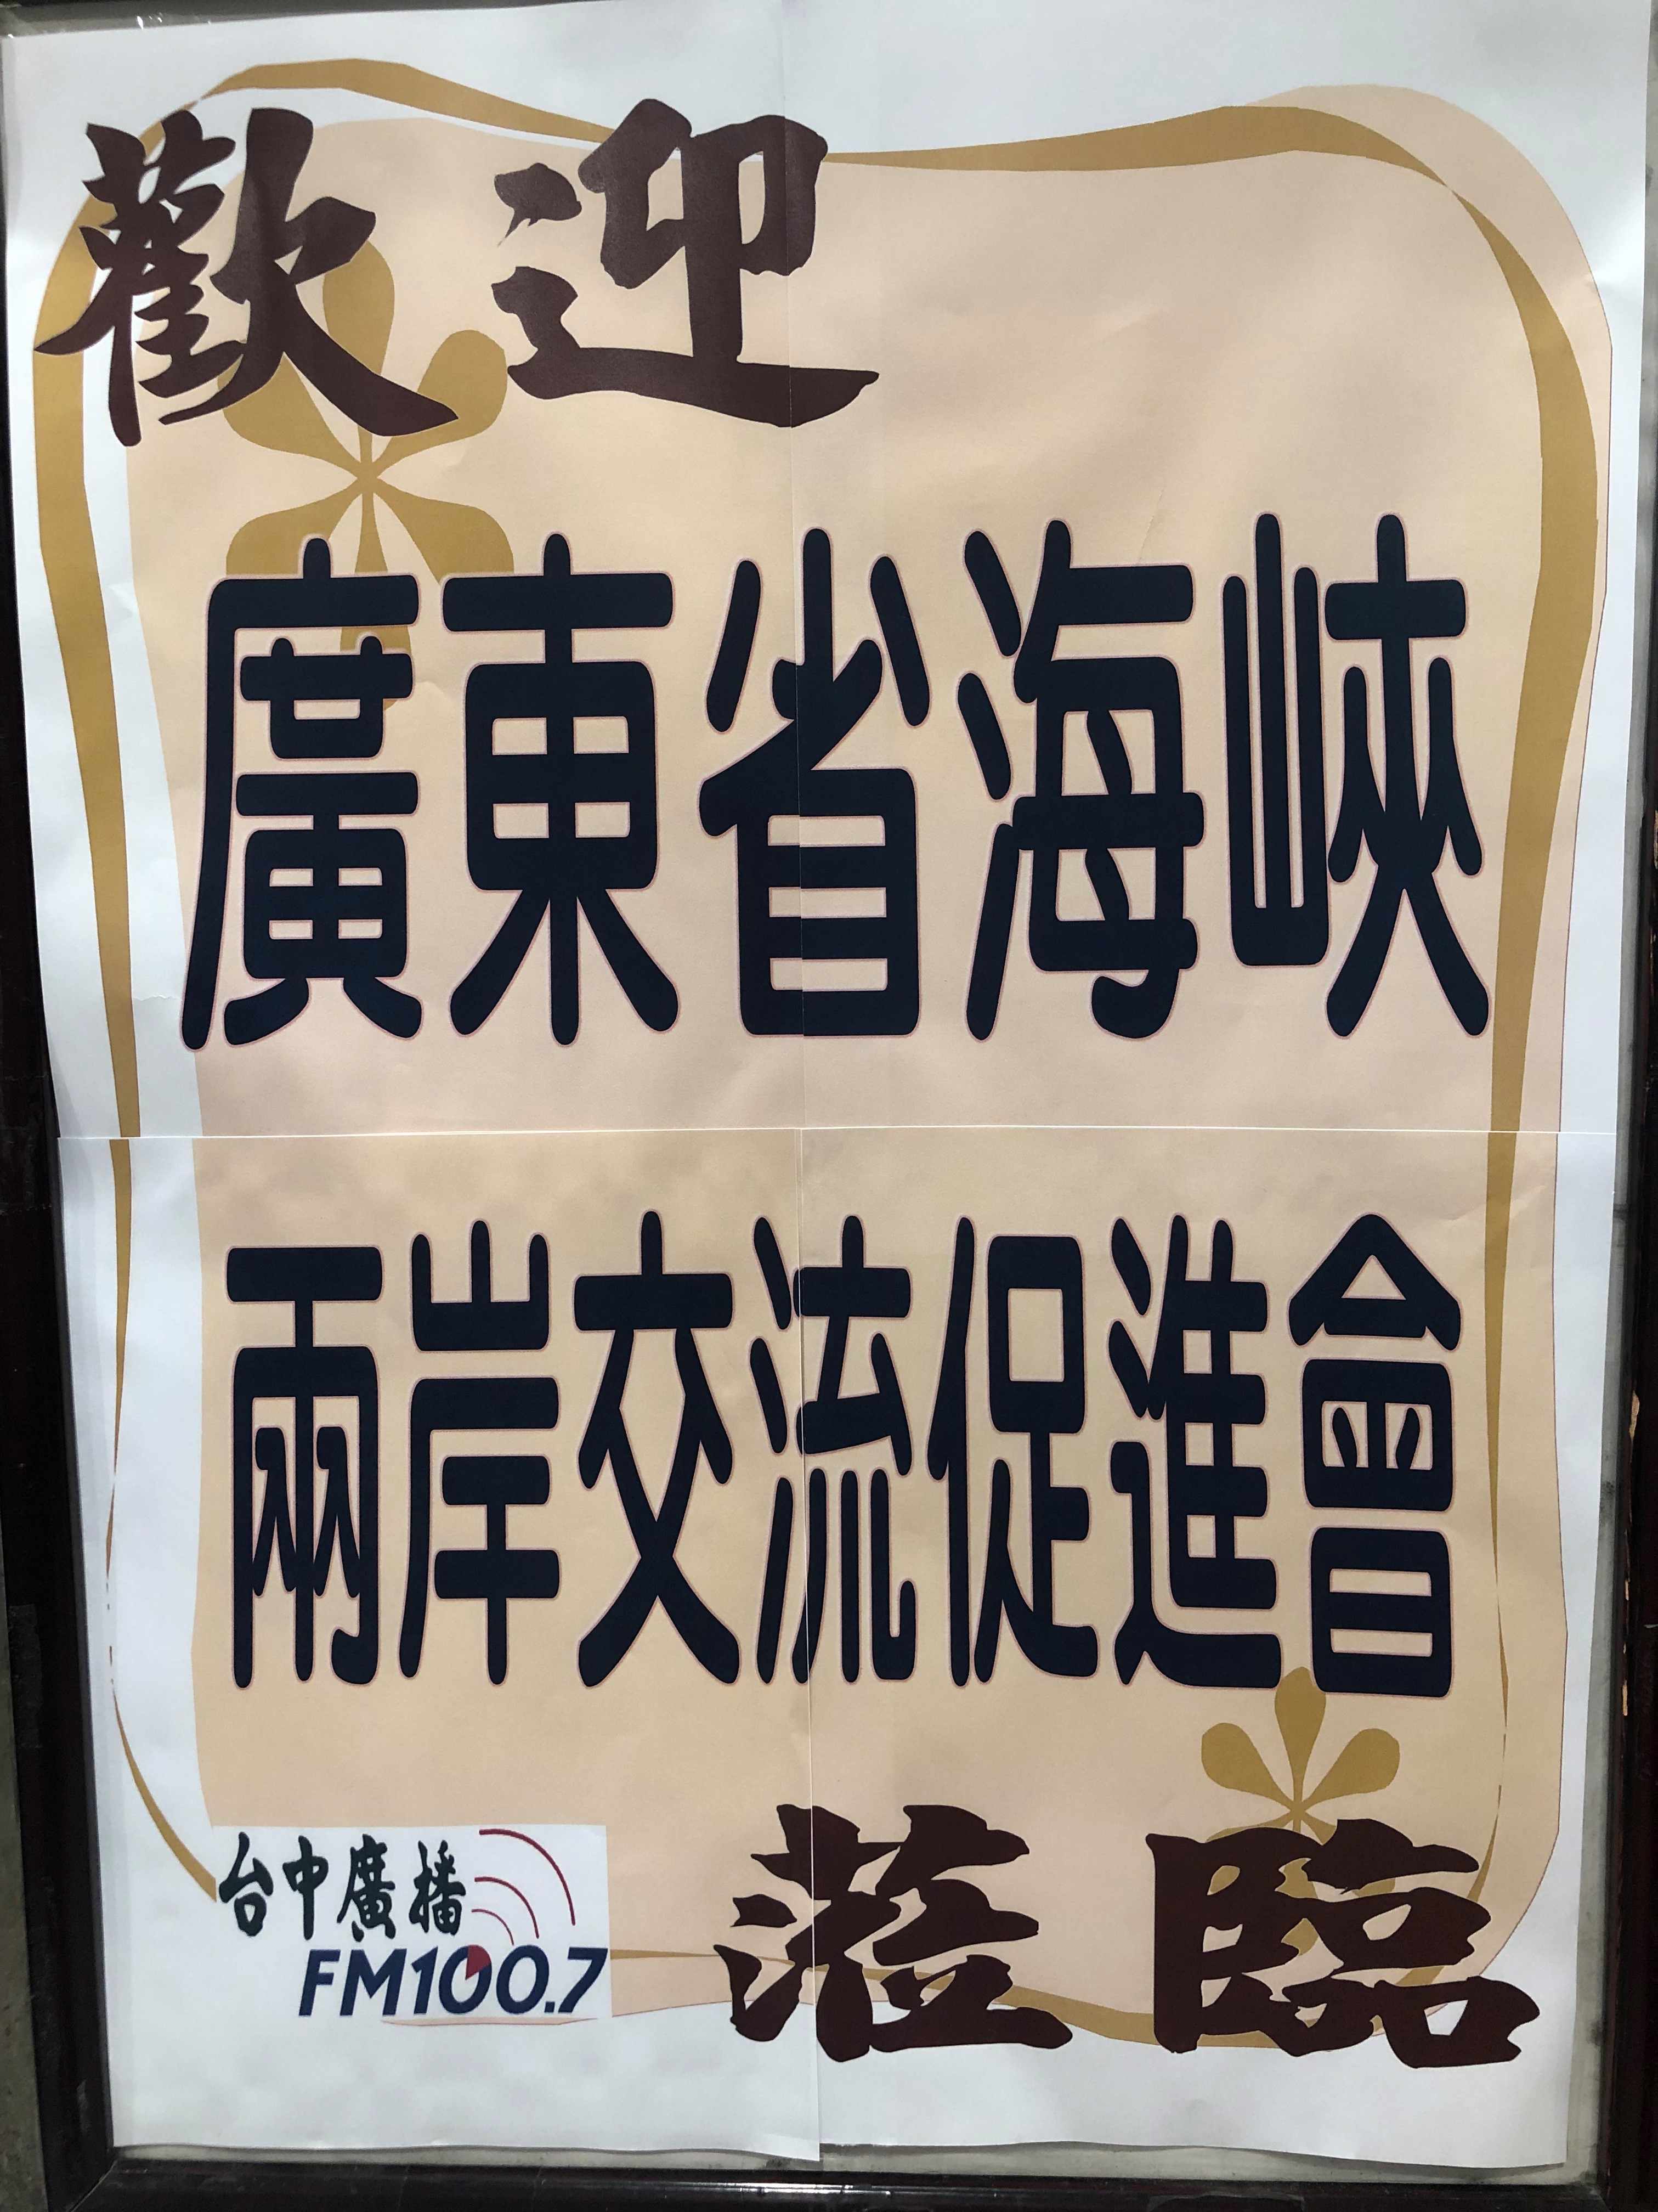 歡迎
廣東省海峽
兩岸交流促進會
蒞臨
台中廣播
FM100.7